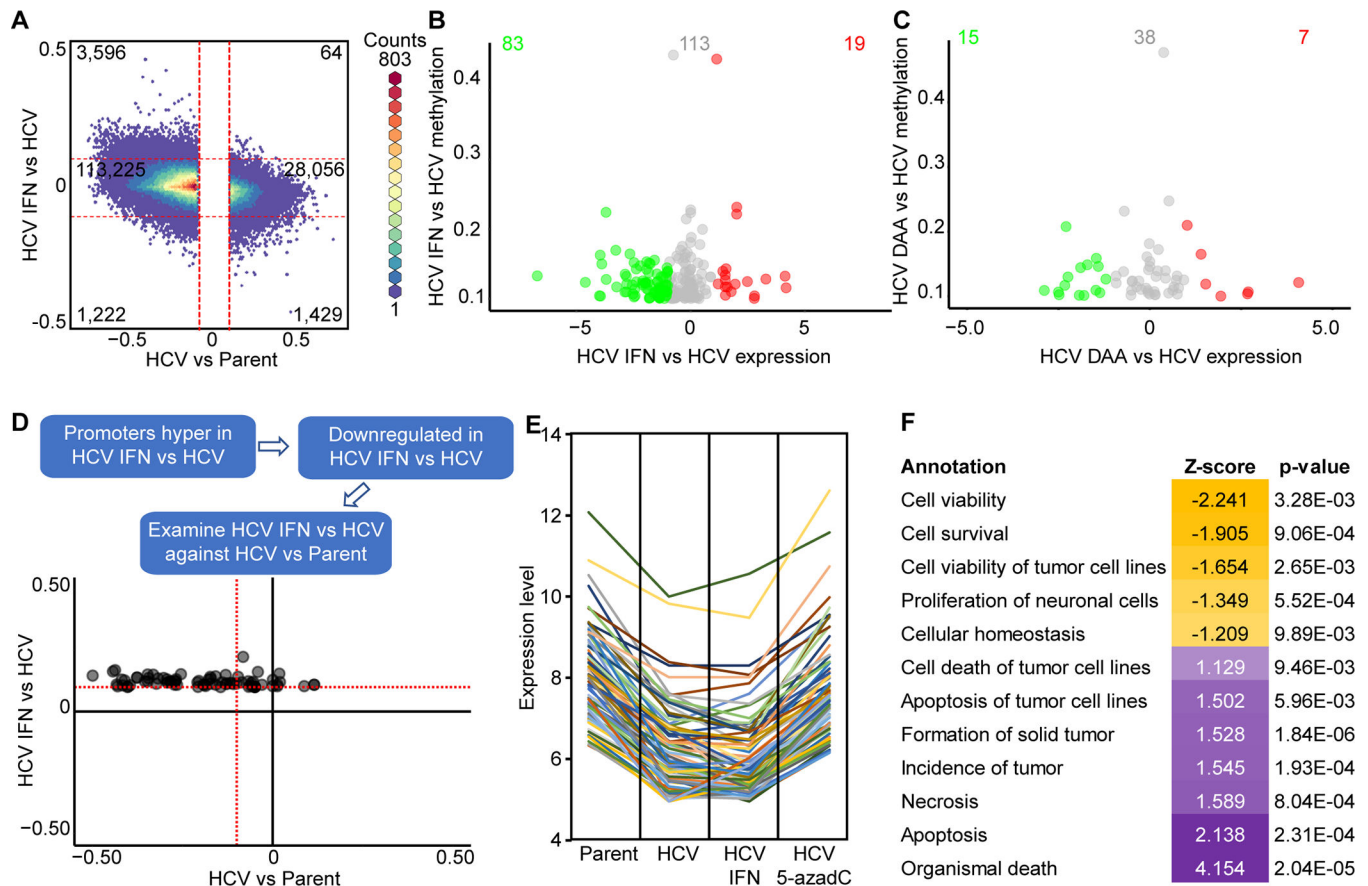 A
HCV IFN vs HCV
0.5
0
-0.5
3,596
64
113,225
28,056
1,222
1,429
−0.5
0
0.5
HCV vs Parent
Counts
803
1
B
HCV IFN vs HCV methylation
83
113
19
0.4
0.3
0.2
0.1
−5
0
5
HCV IFN vs HCV expression
C
HCV DAA vs HCV methylation
15
38
7
0.4
0.3
0.2
0.1
−5.0
0
5.0
HCV DAA vs HCV expression
D
Promoters hyper in
HCV IFN vs HCV
Downregulated in
HCV IFN vs HCV
Examine HCV IFN vs HCV
against HCV vs Parent
HCV IFN vs HCV
0.50
0
−0.50
−0.50
0
0.50
HCV vs Parent
E
Expression level
14
12
10
8
6
4
Parent
HCV
HCV
IFN
HCV
5-azadC
F
Annotation Z-score p-value
Cell viability -2.241 3.28E-03
Cell survival -1.905 9.06E-04
Cell viability of tumor cell lines -1.654 2.65E-03
Proliferation of neuronal cells -1.349 5.52E-04
Cellular homeostasis -1.209 9.89E-03
Cell death of tumor cell lines 1.129 9.46E-03
Apoptosis of tumor cell lines 1.502 5.96E-03
Formation of solid tumor 1.528 1.84E-06
Incidence of tumor 1.545 1.93E-04
Necrosis 1.589 8.04E-04
Apoptosis 2.138 2.31E-04
Organismal death 4.154 2.04E-05